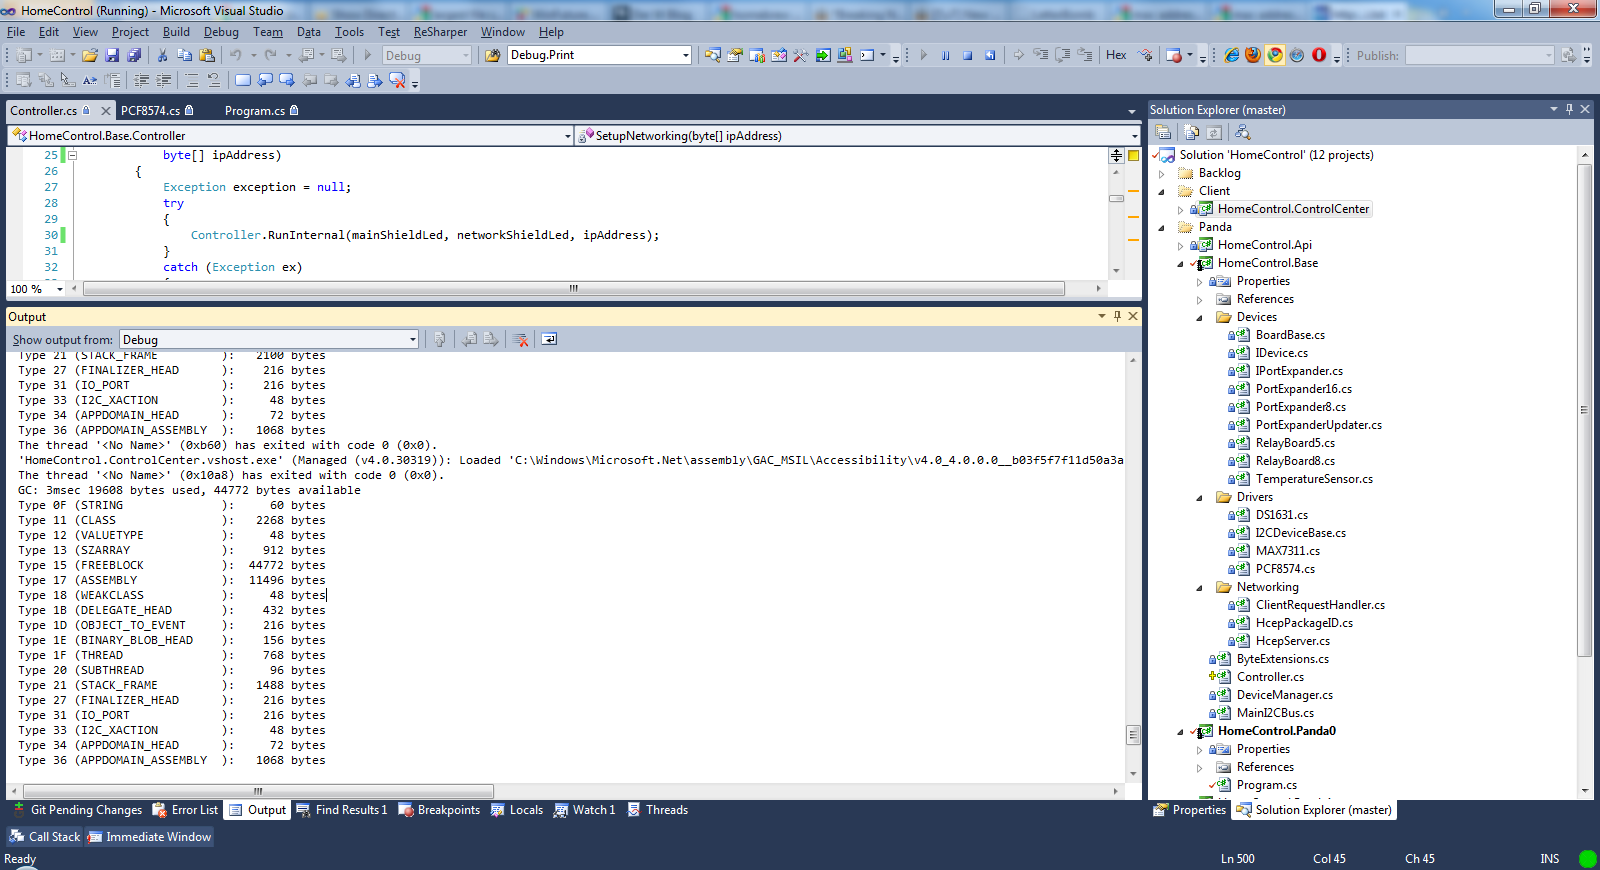 HomeControl (Running) - Microsoft Visual Studio
File Edit View Project Build Debug Team Data Tools Test ReSharper Window Help
Debug Debug.Print Hex Publish:
Controller.cs PCF8574.cs Program.cs
HomeControl.Base.Controller SetupNetworking(byte[] ipAddress)
25 byte[] ipAddress)
26 {
27 Exception exception = null;
28 try
29 {
30 Controller.RunInternal(mainShieldLed, networkShieldLed, ipAddress);
31 }
32 catch (Exception ex)
100 %
Output
Show output from: Debug
Type 21 (STACK_FRAME ): 2100 bytes
Type 27 (FINALIZER_HEAD ): 216 bytes
Type 31 (IO_PORT ): 216 bytes
Type 33 (I2C_XACTION ): 48 bytes
Type 34 (APPDOMAIN_HEAD ): 72 bytes
Type 36 (APPDOMAIN_ASSEMBLY ): 1068 bytes
The thread '<No Name>' (0xb60) has exited with code 0 (0x0).
'HomeControl.ControlCenter.vshost.exe' (Managed (v4.0.30319)): Loaded 'C:\Windows\Microsoft.Net\assembly\GAC_MSIL\Accessibility\v4.0_4.0.0.0__b03f5f7f11d50a3a
The thread '<No Name>' (0x10a8) has exited with code 0 (0x0).
GC: 3msec 19608 bytes used, 44772 bytes available
Type 0F (STRING ): 60 bytes
Type 11 (CLASS ): 2268 bytes
Type 12 (VALUETYPE ): 48 bytes
Type 13 (SZARRAY ): 912 bytes
Type 15 (FREEBLOCK ): 44772 bytes
Type 17 (ASSEMBLY ): 11496 bytes
Type 18 (WEAKCLASS ): 48 bytes
Type 1B (DELEGATE_HEAD ): 432 bytes
Type 1D (OBJECT_TO_EVENT ): 216 bytes
Type 1E (BINARY_BLOB_HEAD ): 156 bytes
Type 1F (THREAD ): 768 bytes
Type 20 (SUBTHREAD ): 96 bytes
Type 21 (STACK_FRAME ): 1488 bytes
Type 27 (FINALIZER_HEAD ): 216 bytes
Type 31 (IO_PORT ): 216 bytes
Type 33 (I2C_XACTION ): 48 bytes
Type 34 (APPDOMAIN_HEAD ): 72 bytes
Type 36 (APPDOMAIN_ASSEMBLY ): 1068 bytes
Git Pending Changes Error List Output Find Results 1 Breakpoints Locals Watch 1 Threads
Call Stack Immediate Window
Solution Explorer (master)
Solution 'HomeControl' (12 projects)
Backlog
Client
HomeControl.ControlCenter
Panda
HomeControl.Api
HomeControl.Base
Properties
References
Devices
BoardBase.cs
IDevice.cs
IPortExpander.cs
PortExpander16.cs
PortExpander8.cs
PortExpanderUpdater.cs
RelayBoard5.cs
RelayBoard8.cs
TemperatureSensor.cs
Drivers
DS1631.cs
I2CDeviceBase.cs
MAX7311.cs
PCF8574.cs
Networking
ClientRequestHandler.cs
HcepPackageID.cs
HcepServer.cs
ByteExtensions.cs
Controller.cs
DeviceManager.cs
MainI2CBus.cs
HomeControl.Panda0
Properties
References
Program.cs
Properties Solution Explorer (master)
Ready Ln 500 Col 45 Ch 45 INS